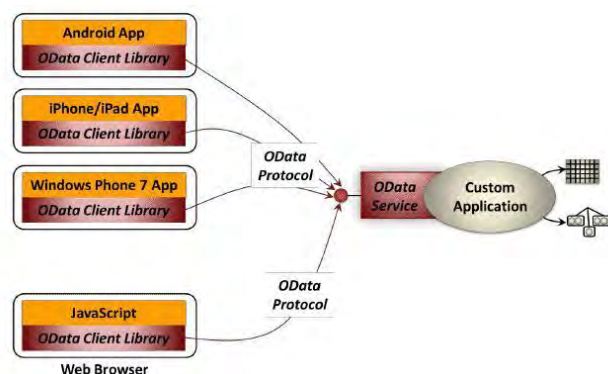 Android App
OData Client Library
iPhone/iPad App
OData Client Library
Windows Phone 7 App
OData Client Library
OData
Protocol
OData
Service
Custom
Application
OData
Protocol
JavaScript
OData Client Library
Web Browser